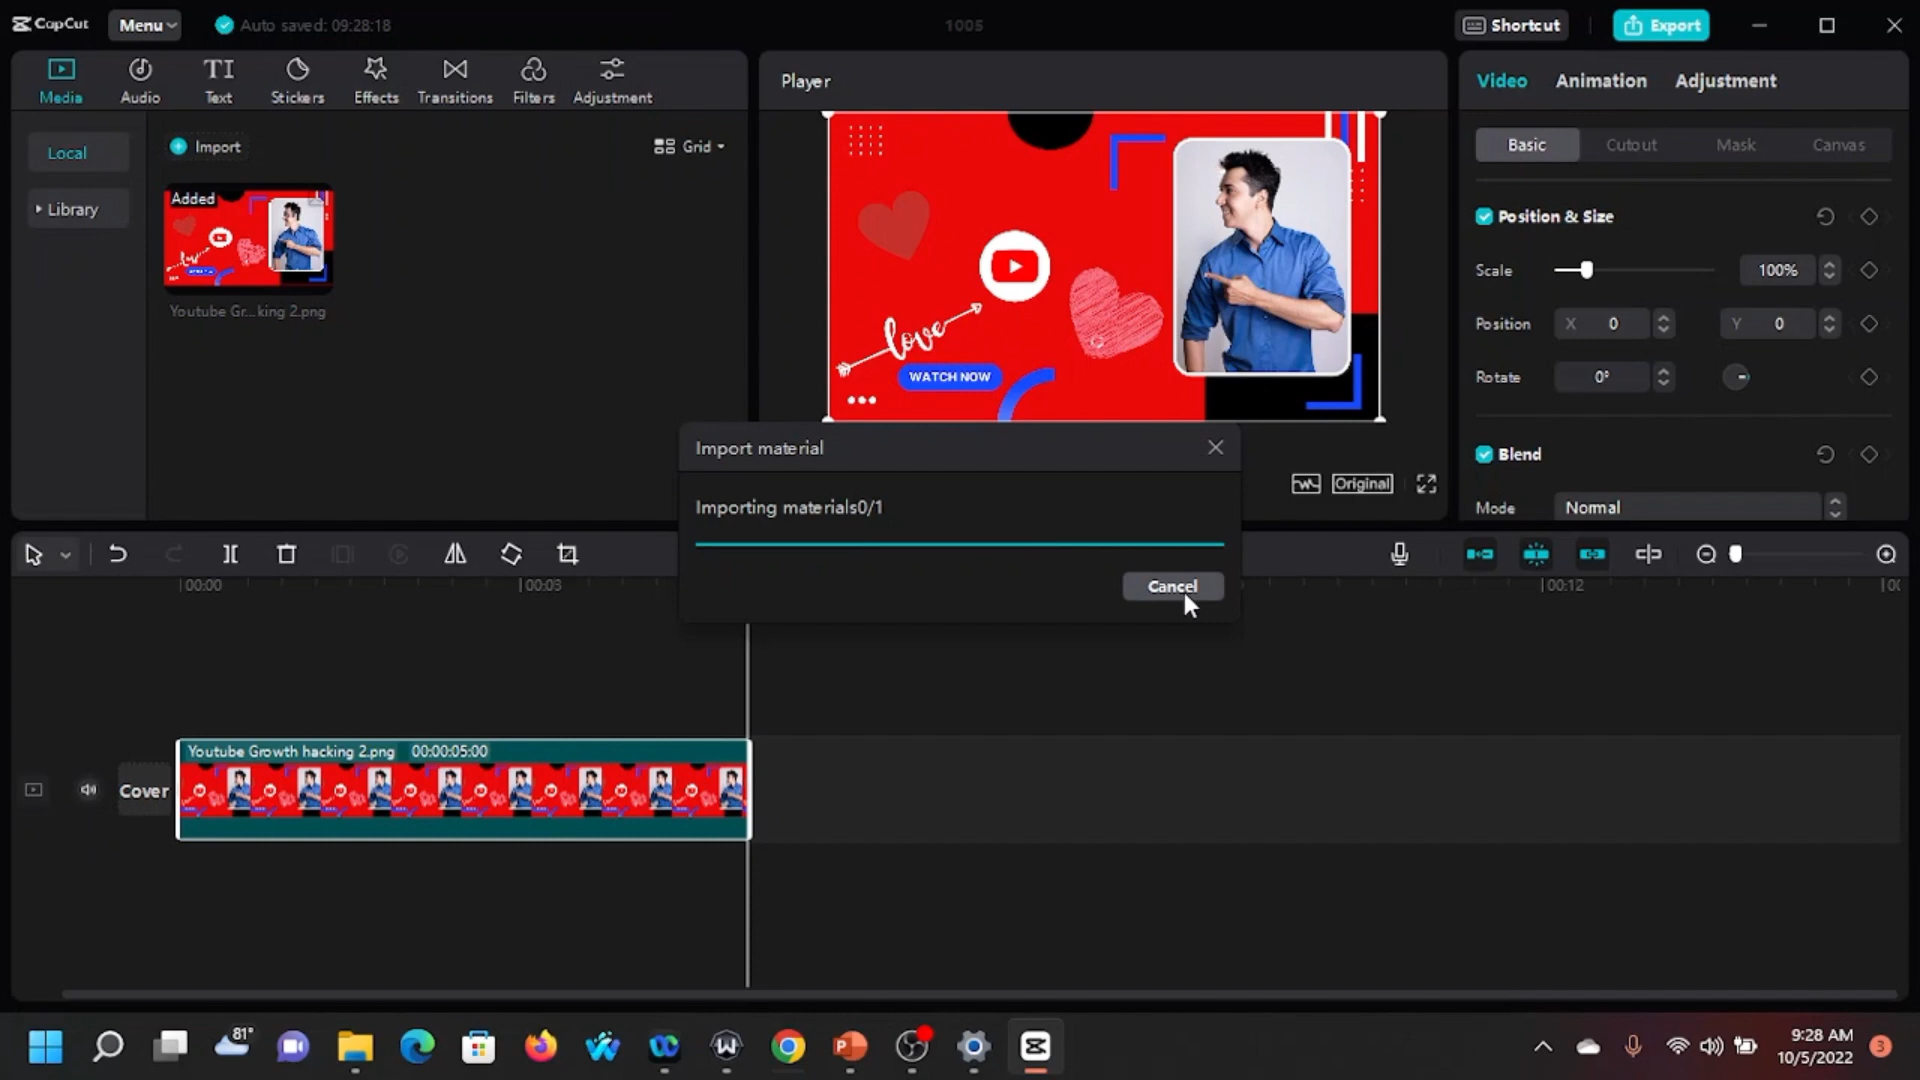 CapCut
Menu
Auto saved: 09:28:18
1005
Shortcut
Export
Media
Audio
TI
Text
Stickers
Effects
Transitions
Filters
Adjustment
Player
Video
Animation
Adjustment
Local
Import
Grid
Basic
Cutout
Mask
Canvas
Added
Library
Position & Size
Scale
100%
Youtube Gr...king 2.png
Position
X 0
Y 0
love
WATCH NOW
Rotate
0°
Import material
Blend
Original
Mode
Normal
Importing materials0/1
Cancel
00:00
00:03
00:12
Youtube Growth hacking 2.png 00:00:05:00
Cover
81°
9:28 AM
10/5/2022
3